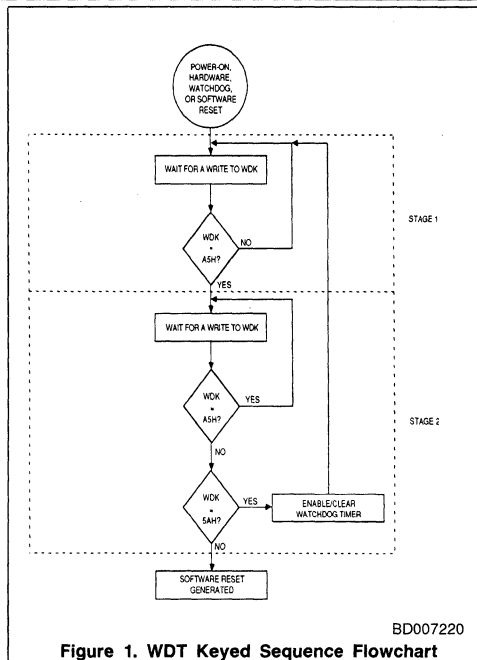 POWER-ON,
HARDWARE,
WATCHDOG,
OR SOFTWARE
RESET
WAIT FOR A WRITE TO WDK
STAGE 1
WDK
=
A5H?
NO
YES
WAIT FOR A WRITE TO WDK
WDK
=
A5H?
YES
STAGE 2
NO
WDK
=
5AH?
YES
ENABLE/CLEAR
WATCHDOG TIMER
NO
SOFTWARE RESET
GENERATED
BD007220
Figure 1. WDT Keyed Sequence Flowchart